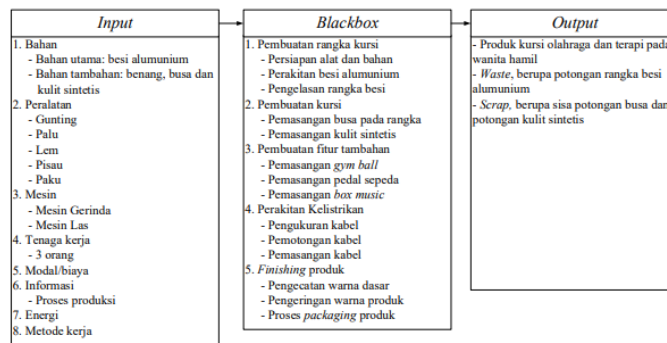 Input
1. Bahan
- Bahan utama: besi alumunium
- Bahan tambahan: benang, busa dan
kulit sintetis
2. Peralatan
- Gunting
- Palu
- Lem
- Pisau
- Paku
3. Mesin
- Mesin Gerinda
- Mesin Las
4. Tenaga kerja
- 3 orang
5. Modal/biaya
6. Informasi
- Proses produksi
7. Energi
8. Metode kerja
Blackbox
1. Pembuatan rangka kursi
- Persiapan alat dan bahan
- Perakitan besi alumunium
- Pengelasan rangka besi
2. Pembuatan kursi
- Pemasangan busa pada rangka
- Pemasangan kulit sintetis
3. Pembuatan fitur tambahan
- Pemasangan gym ball
- Pemasangan pedal sepeda
- Pemasangan box music
4. Perakitan Kelistrikan
- Pengukuran kabel
- Pemotongan kabel
- Pemasangan kabel
5. Finishing produk
- Pengecatan warna dasar
- Pengeringan warna produk
- Proses packaging produk
Output
- Produk kursi olahraga dan terapi pada
wanita hamil
- Waste, berupa potongan rangka besi
alumunium
- Scrap, berupa sisa potongan busa dan
potongan kulit sintetis